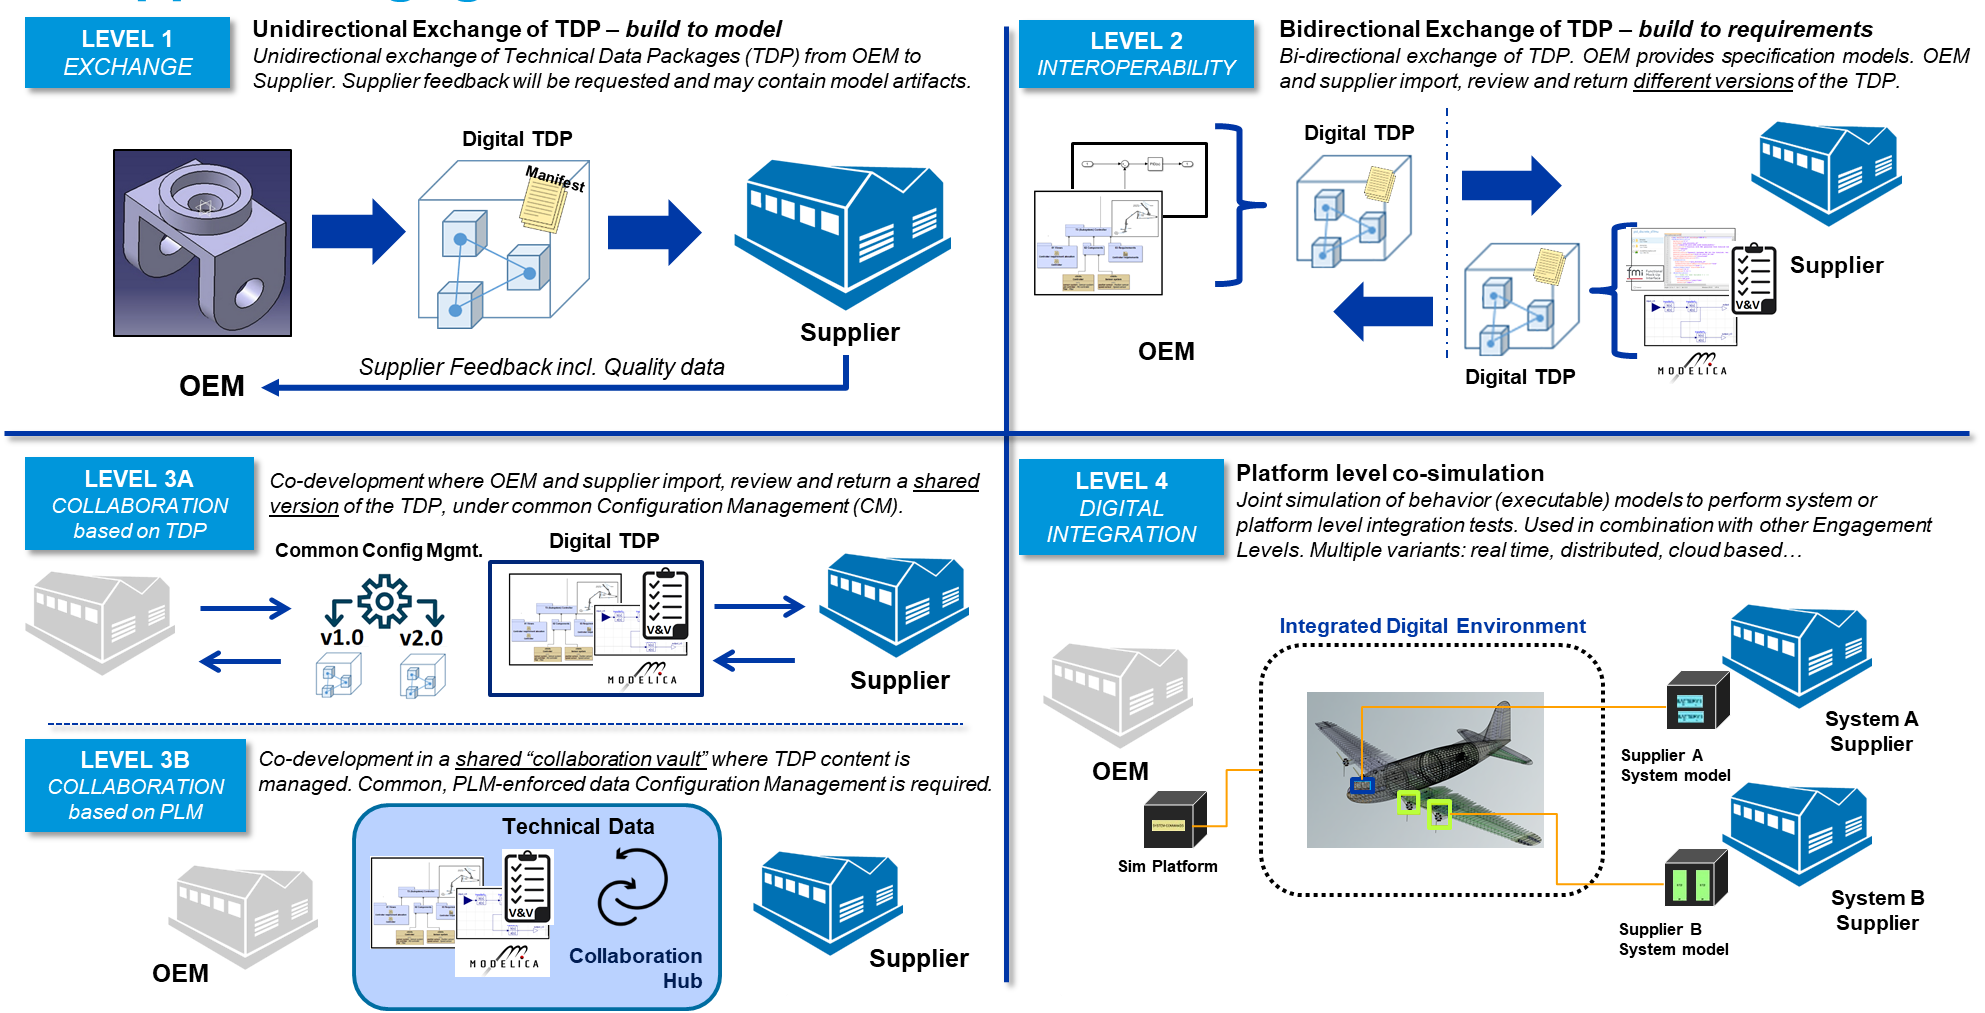 LEVEL 1
EXCHANGE
Unidirectional Exchange of TDP – build to model
Unidirectional exchange of Technical Data Packages (TDP) from OEM to
Supplier. Supplier feedback will be requested and may contain model artifacts.
Digital TDP
Manifest
Supplier
Supplier Feedback incl. Quality data
OEM
LEVEL 2
INTEROPERABILITY
Bidirectional Exchange of TDP – build to requirements
Bi-directional exchange of TDP. OEM provides specification models. OEM
and supplier import, review and return different versions of the TDP.
Digital TDP
OEM
Digital TDP
fmi
V&V
MODELICA
Supplier
LEVEL 3A
COLLABORATION
based on TDP
Co-development where OEM and supplier import, review and return a shared
version of the TDP, under common Configuration Management (CM).
Common Config Mgmt.
v1.0
v2.0
Digital TDP
V&V
MODELICA
Supplier
LEVEL 3B
COLLABORATION
based on PLM
Co-development in a shared “collaboration vault” where TDP content is
managed. Common, PLM-enforced data Configuration Management is required.
Technical Data
V&V
MODELICA
Collaboration
Hub
OEM
Supplier
LEVEL 4
DIGITAL
INTEGRATION
Platform level co-simulation
Joint simulation of behavior (executable) models to perform system or
platform level integration tests. Used in combination with other Engagement
Levels. Multiple variants: real time, distributed, cloud based…
Integrated Digital Environment
OEM
Sim Platform
Supplier A
System model
System A
Supplier
Supplier B
System model
System B
Supplier